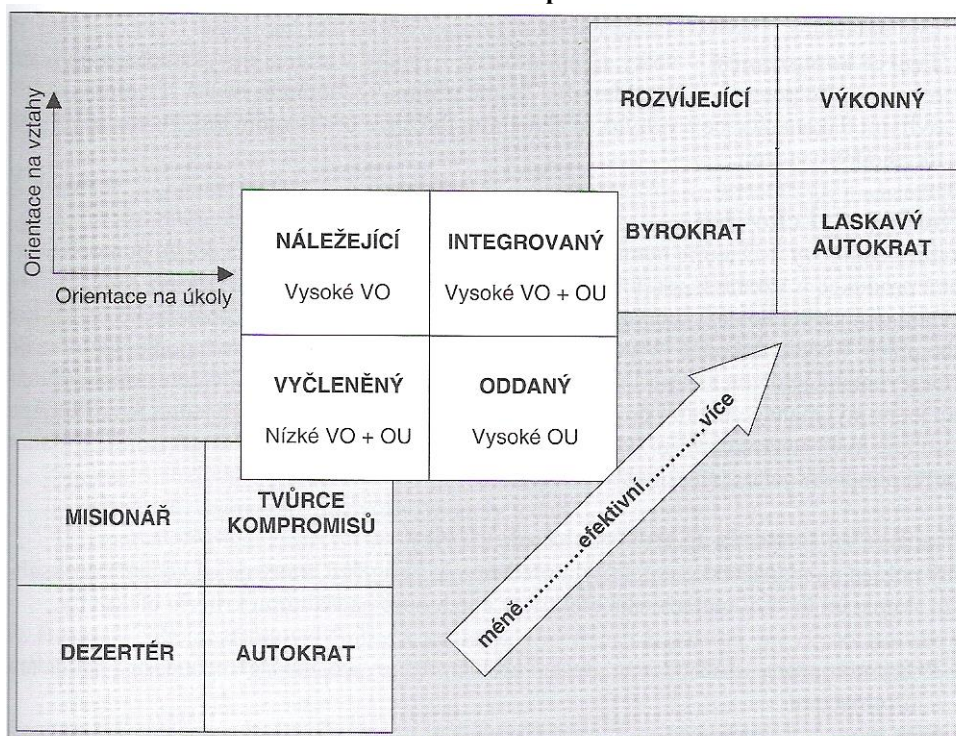 Orientace na vztahy
Orientace na úkoly
ROZVÍJEJÍCÍ
VÝKONNÝ
BYROKRAT
LASKAVÝ
AUTOKRAT
NÁLEŽEJÍCÍ
Vysoké VO
INTEGROVANÝ
Vysoké VO + OU
VYČLENĚNÝ
Nízké VO + OU
ODDANÝ
Vysoké OU
MISIONÁŘ
TVŮRCE
KOMPROMISŮ
DEZERTÉR
AUTOKRAT
méně..........efektivní..........více